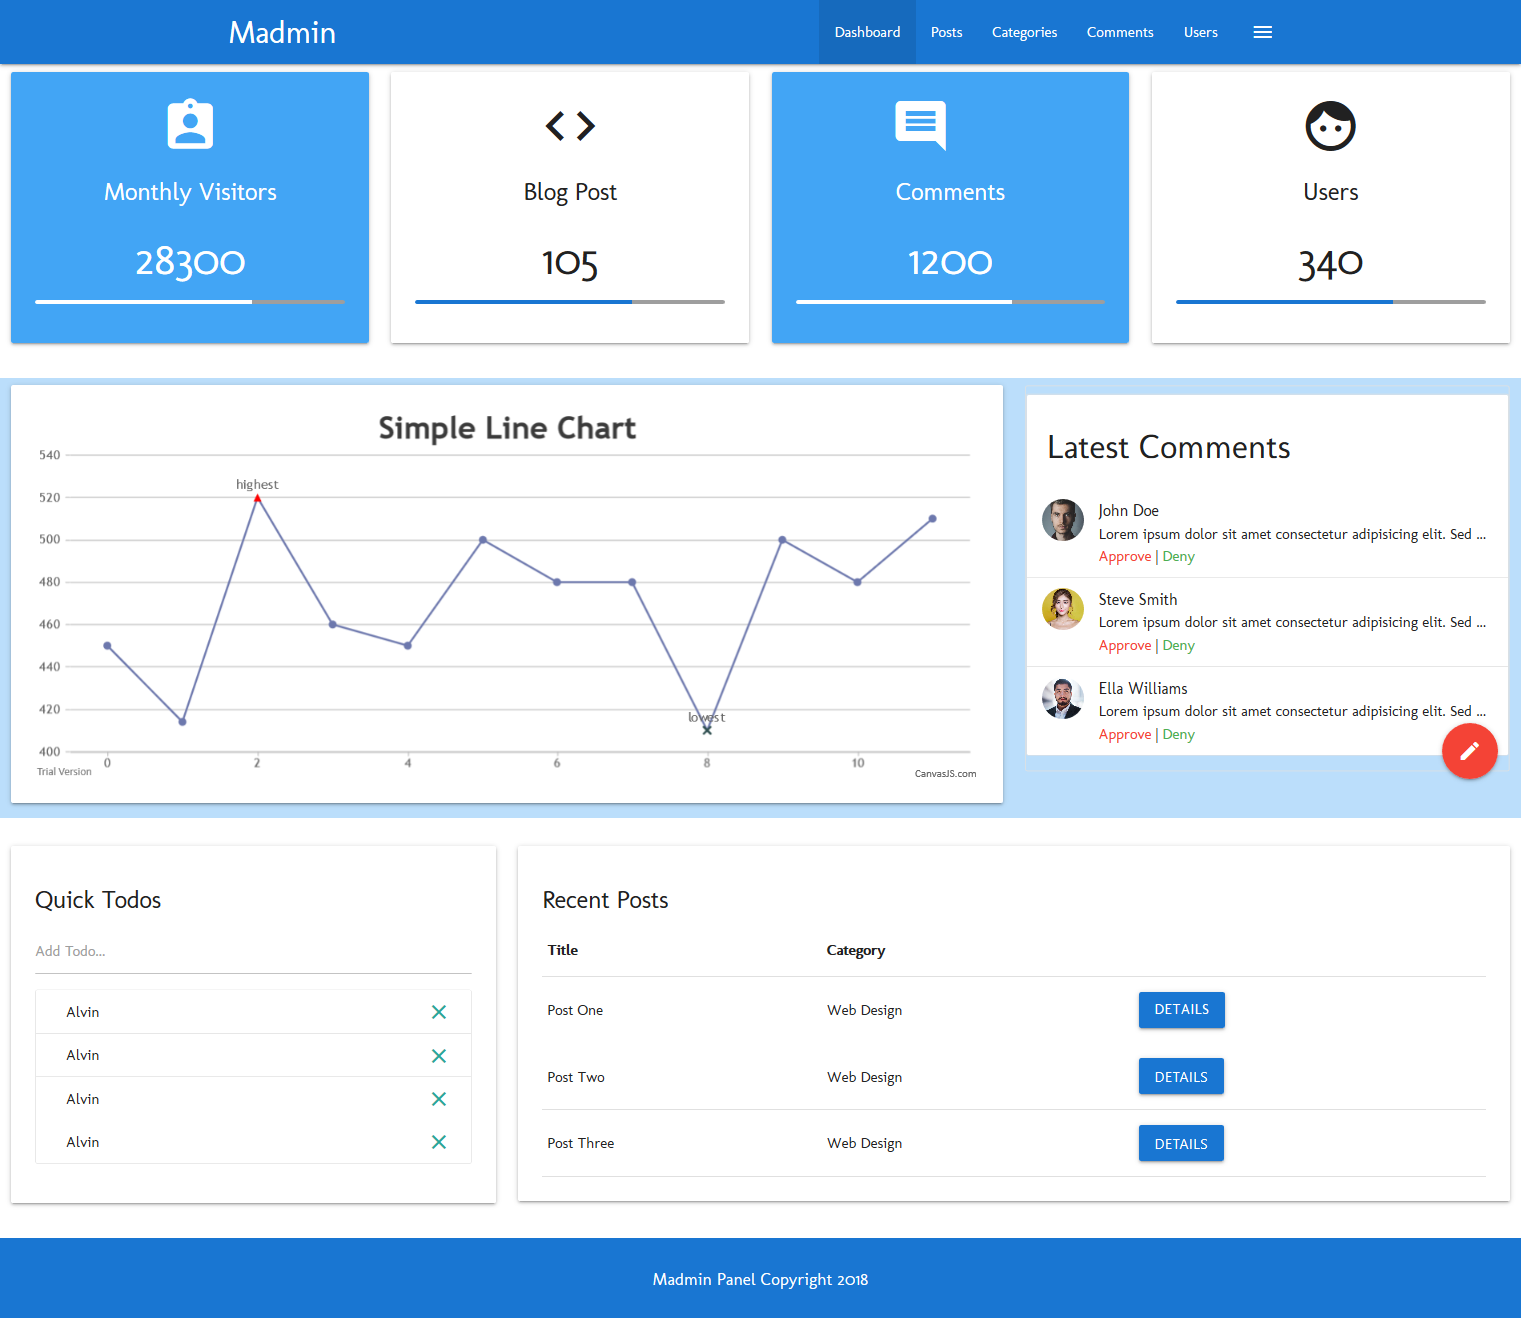 Madmin
Dashboard Posts Categories Comments Users
Monthly Visitors
28300
Blog Post
105
Comments
1200
Users
340
Simple Line Chart
540
520
500
480
460
440
420
400
highest
lowest
0 2 4 6 8 10
Trial Version
CanvasJS.com
Latest Comments
John Doe
Lorem ipsum dolor sit amet consectetur adipisicing elit. Sed ...
Approve | Deny
Steve Smith
Lorem ipsum dolor sit amet consectetur adipisicing elit. Sed ...
Approve | Deny
Ella Williams
Lorem ipsum dolor sit amet consectetur adipisicing elit. Sed ...
Approve | Deny
Quick Todos
Add Todo...
Alvin
Alvin
Alvin
Alvin
Recent Posts
Title Category
Post One Web Design DETAILS
Post Two Web Design DETAILS
Post Three Web Design DETAILS
Madmin Panel Copyright 2018